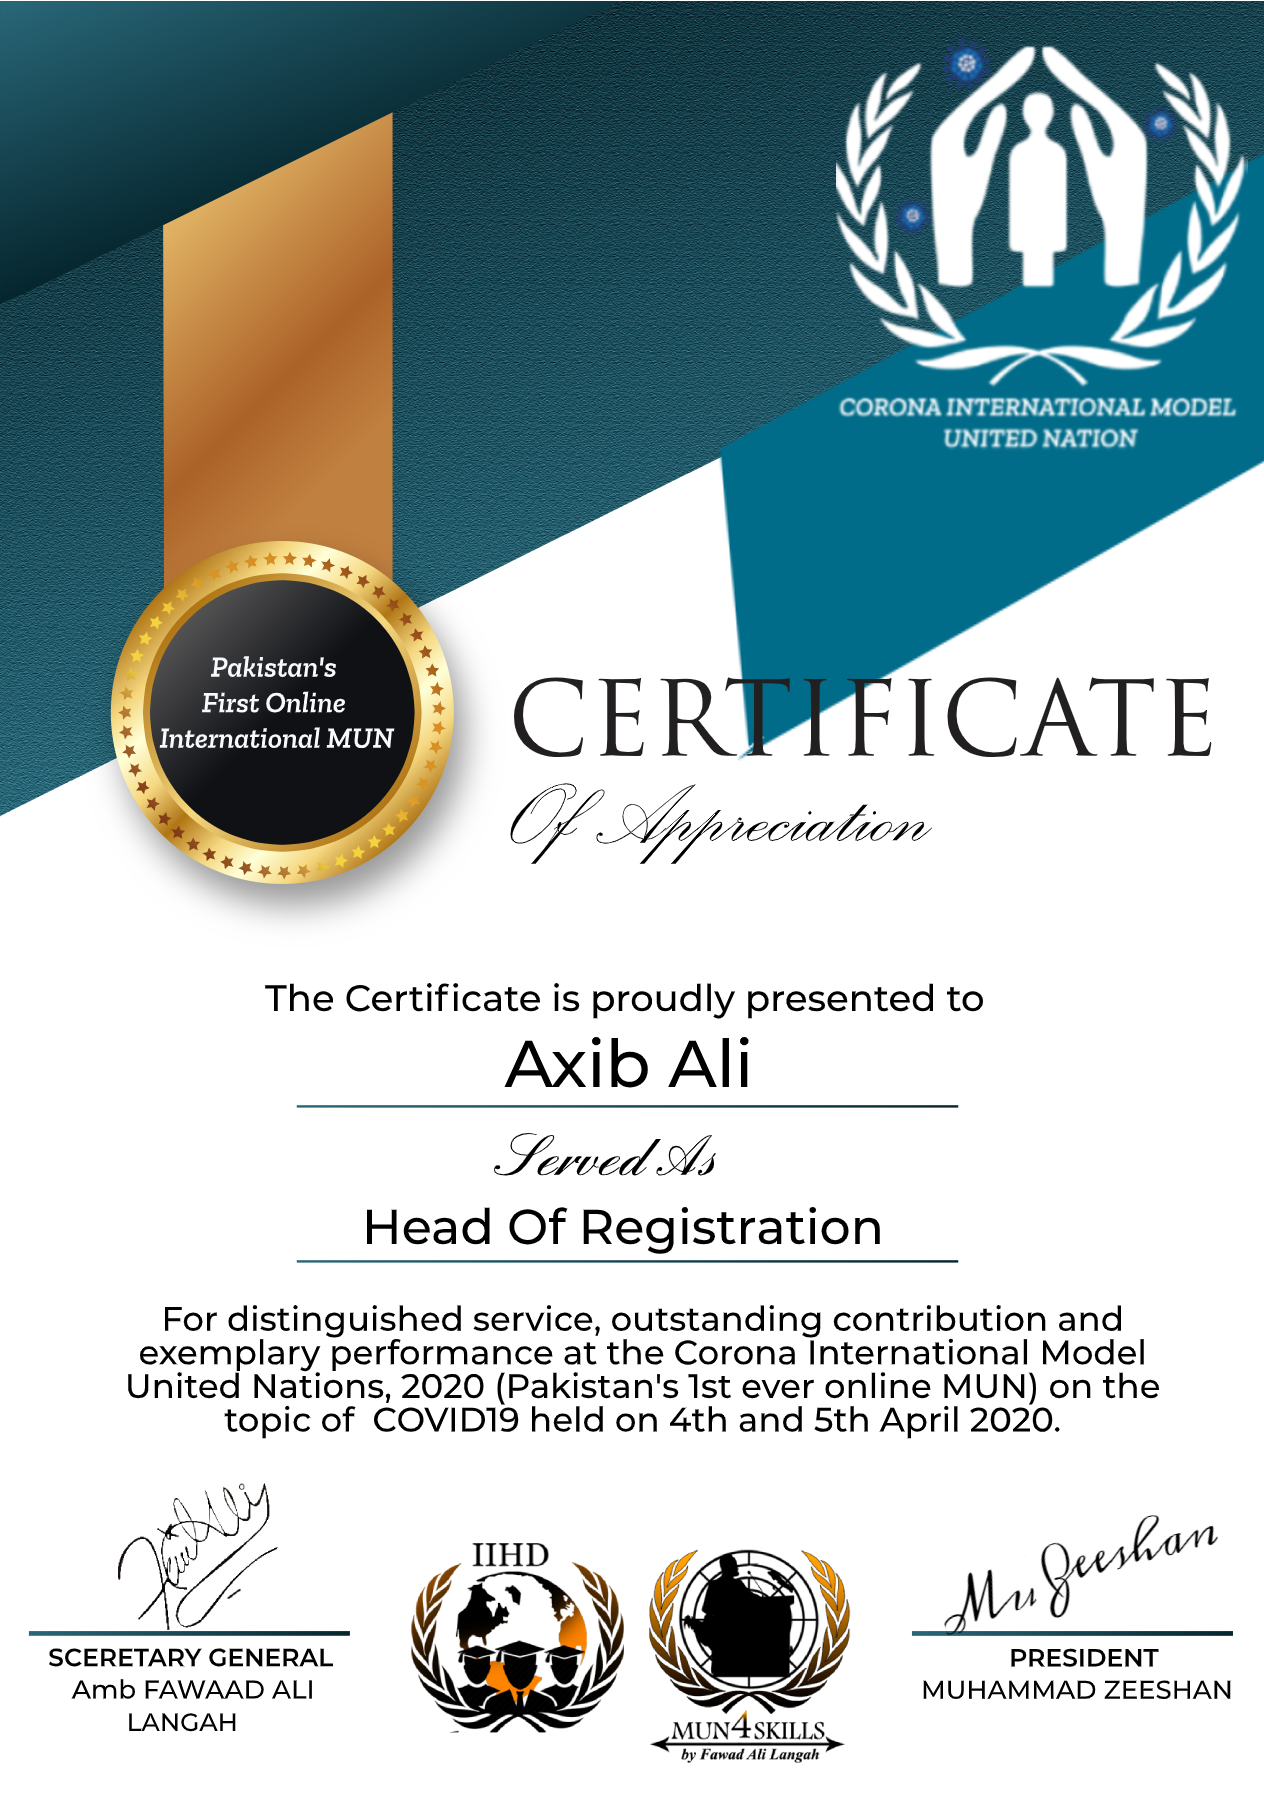 CORONA INTERNATIONAL MODEL
UNITED NATION
Pakistan's
First Online
International MUN
CERTIFICATE
Of Appreciation
The Certificate is proudly presented to
Axib Ali
Served As
Head Of Registration
For distinguished service, outstanding contribution and
exemplary performance at the Corona International Model
United Nations, 2020 (Pakistan's 1st ever online MUN) on the
topic of COVID19 held on 4th and 5th April 2020.
SCERETARY GENERAL
Amb FAWAAD ALI
LANGAH
IIHD
MUN4SKILLS
by Fawad Ali Langah
Mu Zeeshan
PRESIDENT
MUHAMMAD ZEESHAN